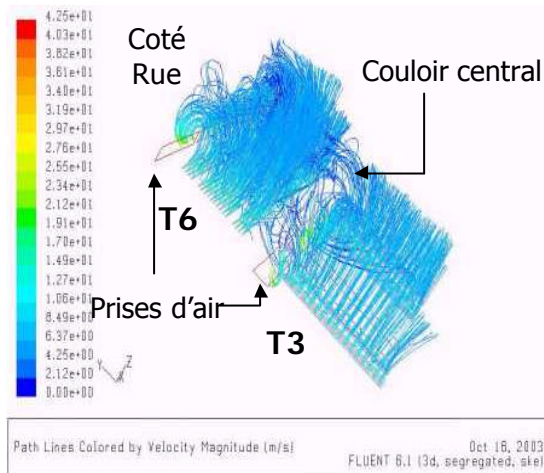 4.25e+01
4.03e+01
3.82e+01
3.61e+01
3.40e+01
3.19e+01
2.97e+01
2.76e+01
2.55e+01
2.34e+01
2.12e+01
1.91e+01
1.70e+01
1.49e+01
1.27e+01
1.06e+01
8.49e+00
6.37e+00
4.25e+00
2.12e+00
0.00e+00
Coté
Rue
Couloir central
T6
Prises d'air
T3
Y
Z
X
Path Lines Colored by Velocity Magnitude (m/s)
Oct 16, 2003
FLUENT 6.1 (3d, segregated, ske)